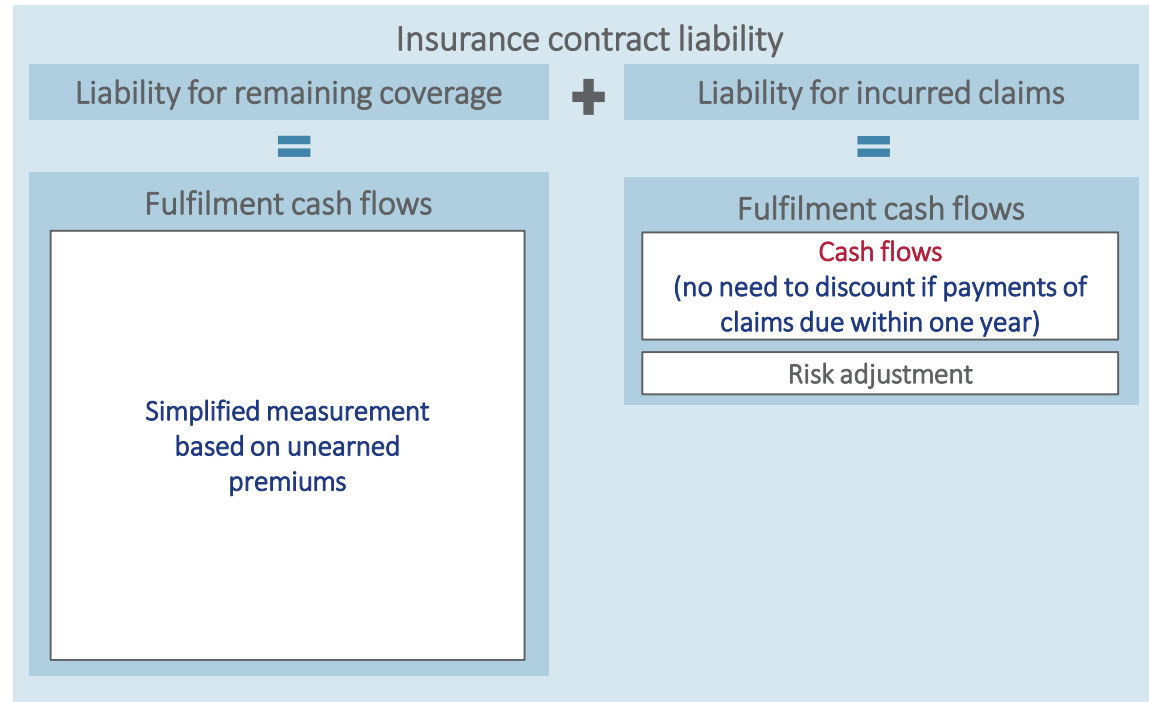 Insurance contract liability
Liability for remaining coverage
+
Liability for incurred claims
=
=
Fulfilment cash flows
Simplified measurement
based on unearned
premiums
Fulfilment cash flows
Cash flows
(no need to discount if payments of
claims due within one year)
Risk adjustment